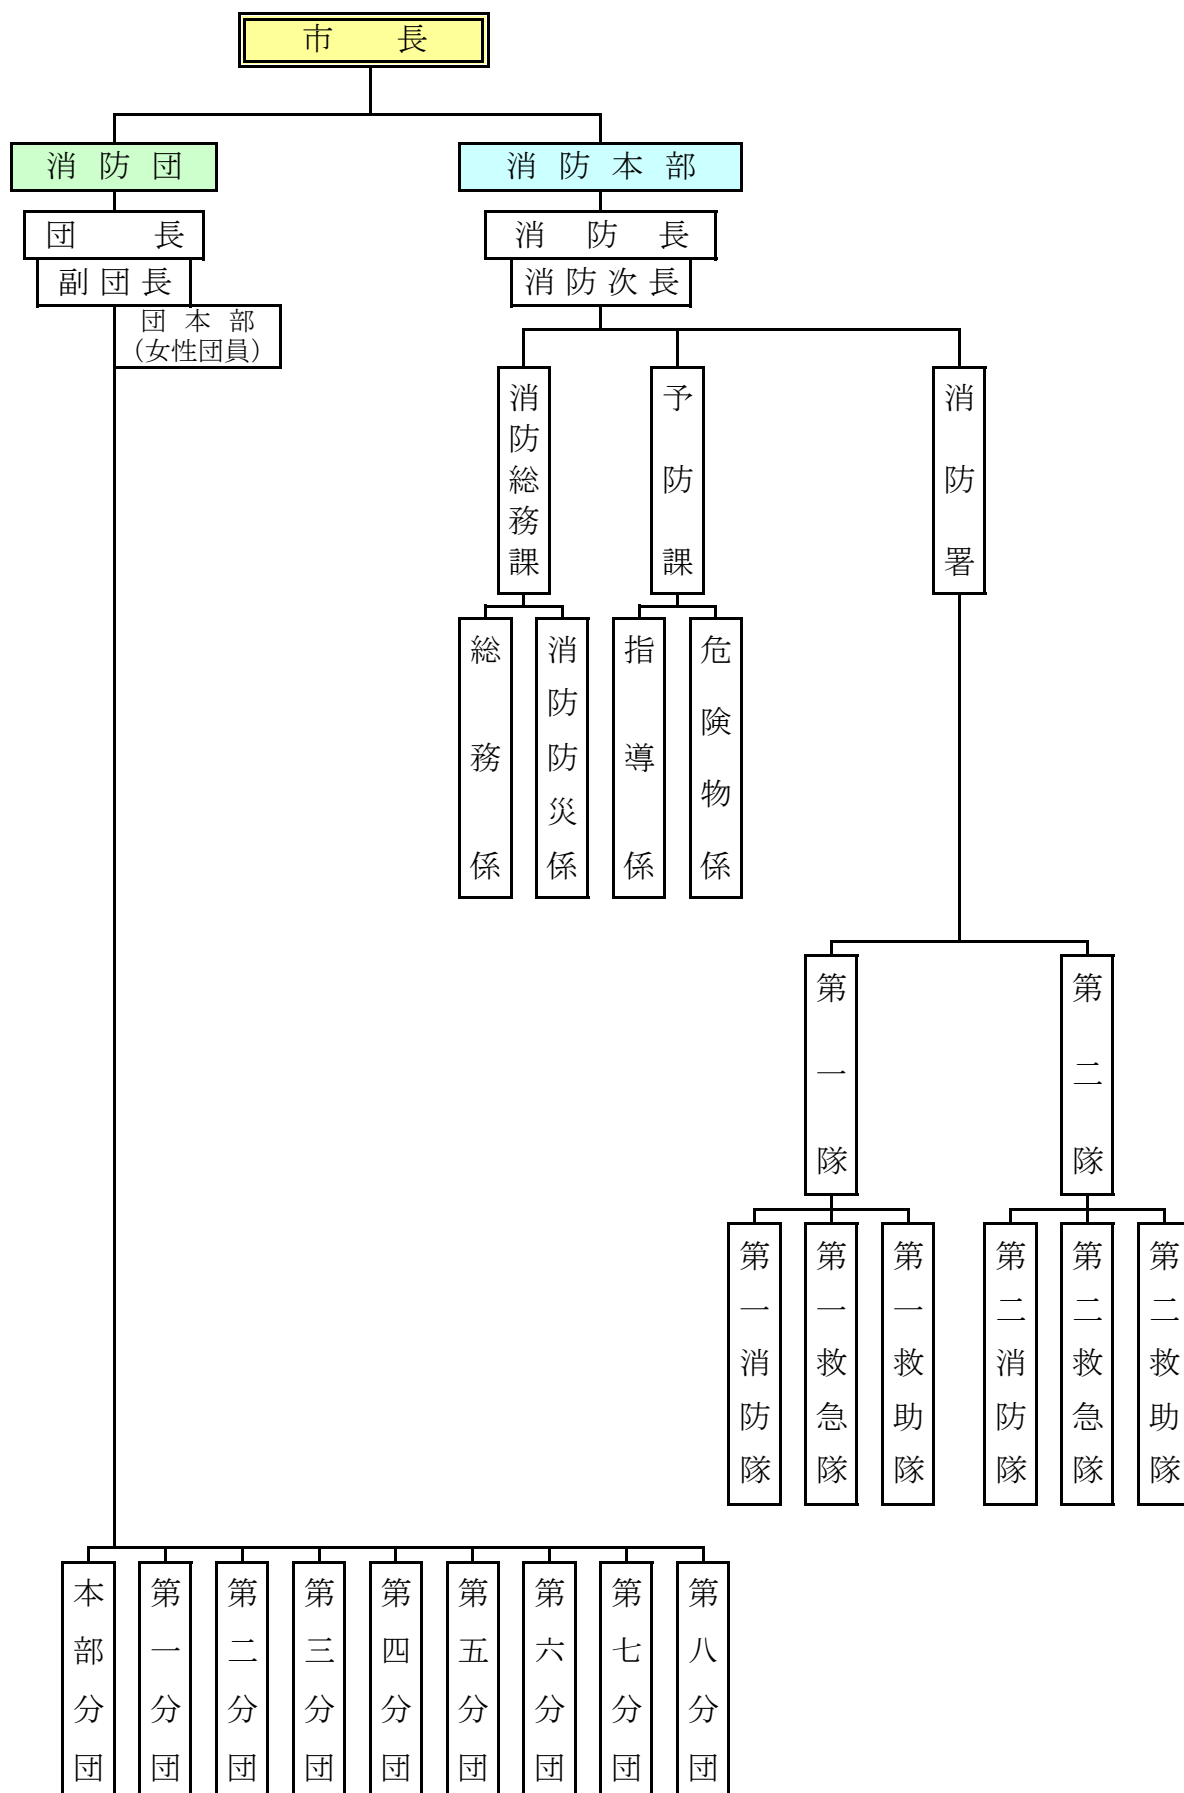 市長
消防団
消防本部
団長
消防長
副団長
消防次長
団本部
（女性団員）
消防総務課
予防課
消防署
総務係
消防防災係
指導係
危険物係
第一隊
第二隊
第一消防隊
第一救急隊
第一救助隊
第二消防隊
第二救急隊
第二救助隊
本部分団
第一分団
第二分団
第三分団
第四分団
第五分団
第六分団
第七分団
第八分団